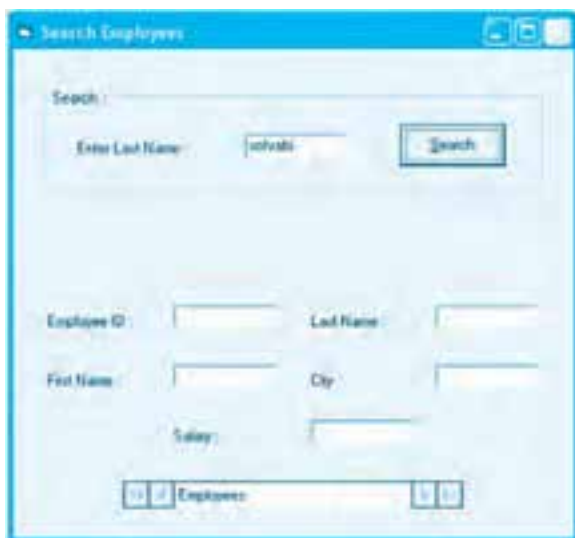 Search Employees
Search :
Enter Last Name :
Search
Employee ID :
Last Name :
First Name :
City
Salary :
Employees